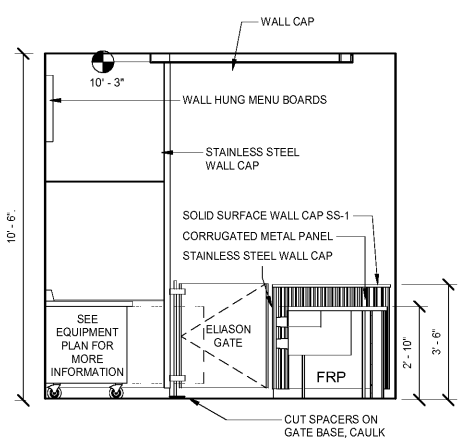 WALL CAP
10' - 3"
WALL HUNG MENU BOARDS
STAINLESS STEEL
WALL CAP
10' - 6".
SOLID SURFACE WALL CAP SS-1
CORRUGATED METAL PANEL
STAINLESS STEEL WALL CAP
SEE
EQUIPMENT
PLAN FOR
MORE
INFORMATION
ELIASON
GATE
FRP
2' - 10"
3' - 6"
CUT SPACERS ON
GATE BASE, CAULK